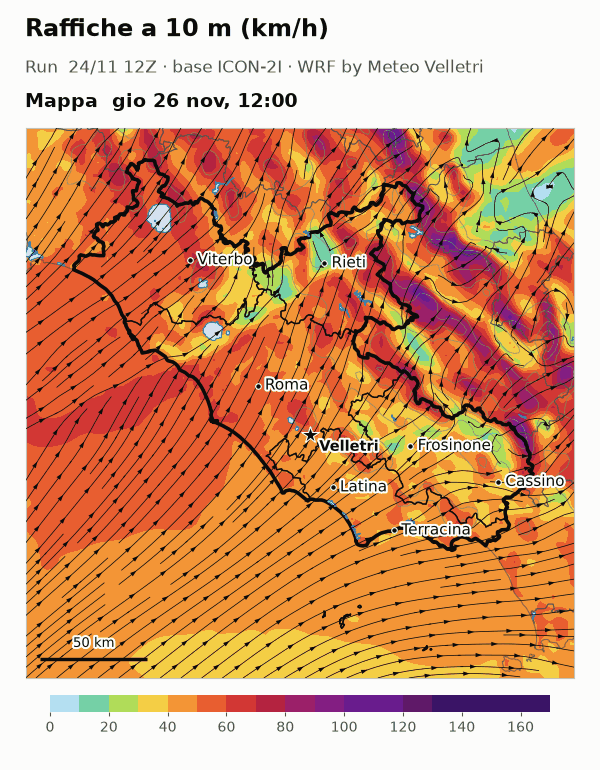 Raffiche a 10 m (km/h)
Run 24/11 12Z · base ICON-2I · WRF by Meteo Velletri
Mappa gio 26 nov, 12:00
Viterbo
Rieti
Roma
Velletri
Frosinone
Latina
Cassino
Terracina
50 km
0 20 40 60 80 100 120 140 160